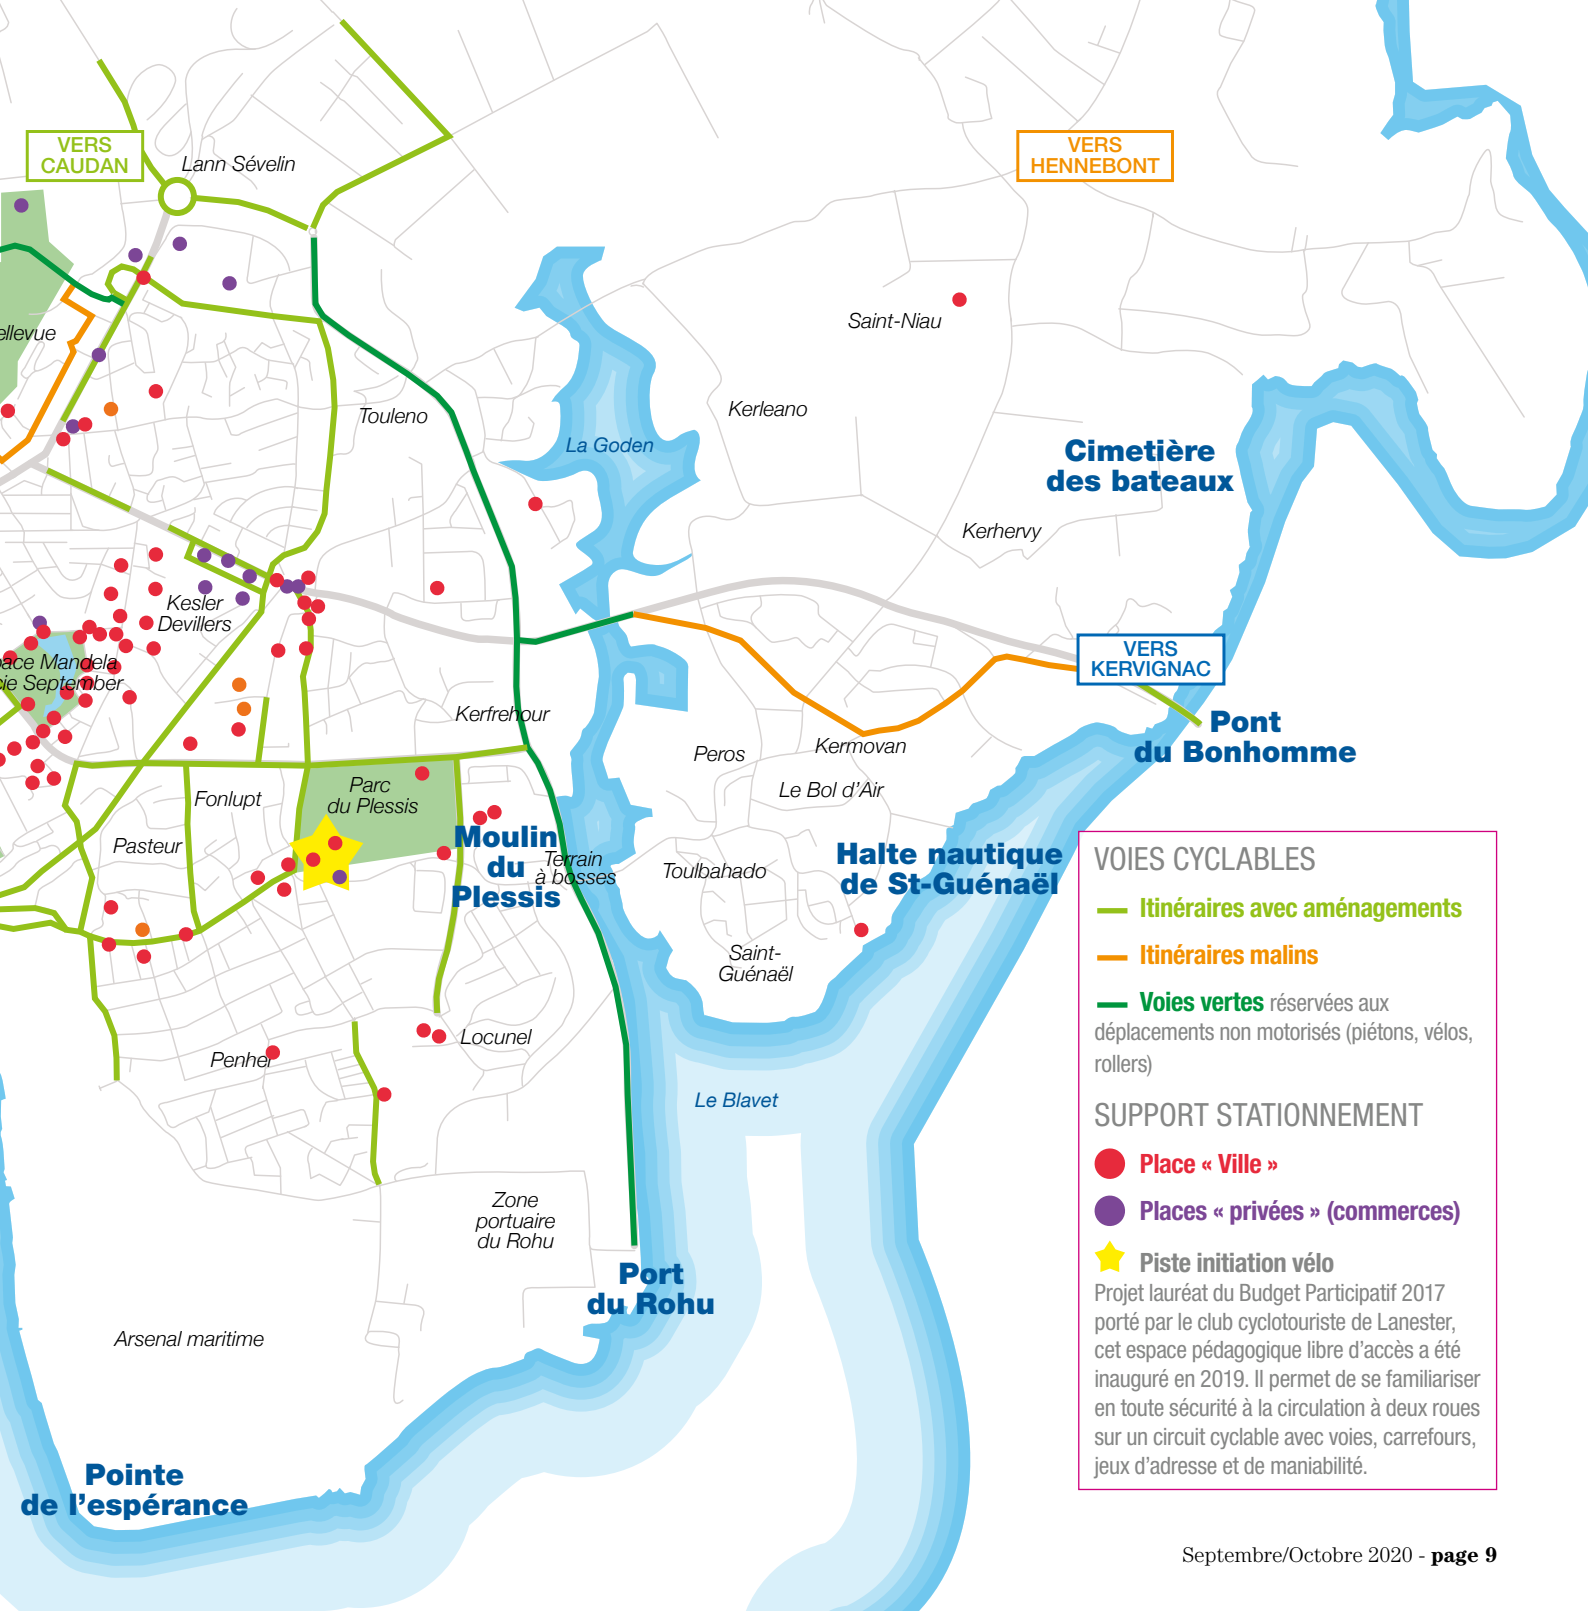 VERS
CAUDAN
Lann Sévelin
VERS
HENNEBONT
ellevue
Saint-Niau
Touleno
Kerleano
La Goden
Cimetière
des bateaux
Kerhervy
Kesler
Devillers
pace Mandela
cie September
VERS
KERVIGNAC
Kerfrehour
Pont
du Bonhomme
Peros
Kermovan
Le Bol d’Air
Fonlupt
Parc
du Plessis
Pasteur
Moulin
du
Plessis
Terrain
à bosses
Toulbahado
Halte nautique
de St-Guénaël
Saint-
Guénaël
Penher
Locunel
Le Blavet
Zone
portuaire
du Rohu
Port
du Rohu
Arsenal maritime
Pointe
de l’espérance
VOIES CYCLABLES
Itinéraires avec aménagements
Itinéraires malins
Voies vertes réservées aux
déplacements non motorisés (piétons, vélos,
rollers)
SUPPORT STATIONNEMENT
Place « Ville »
Places « privées » (commerces)
Piste initiation vélo
Projet lauréat du Budget Participatif 2017
porté par le club cyclotouriste de Lanester,
cet espace pédagogique libre d’accès a été
inauguré en 2019. Il permet de se familiariser
en toute sécurité à la circulation à deux roues
sur un circuit cyclable avec voies, carrefours,
jeux d’adresse et de maniabilité.
Septembre/Octobre 2020 - page 9